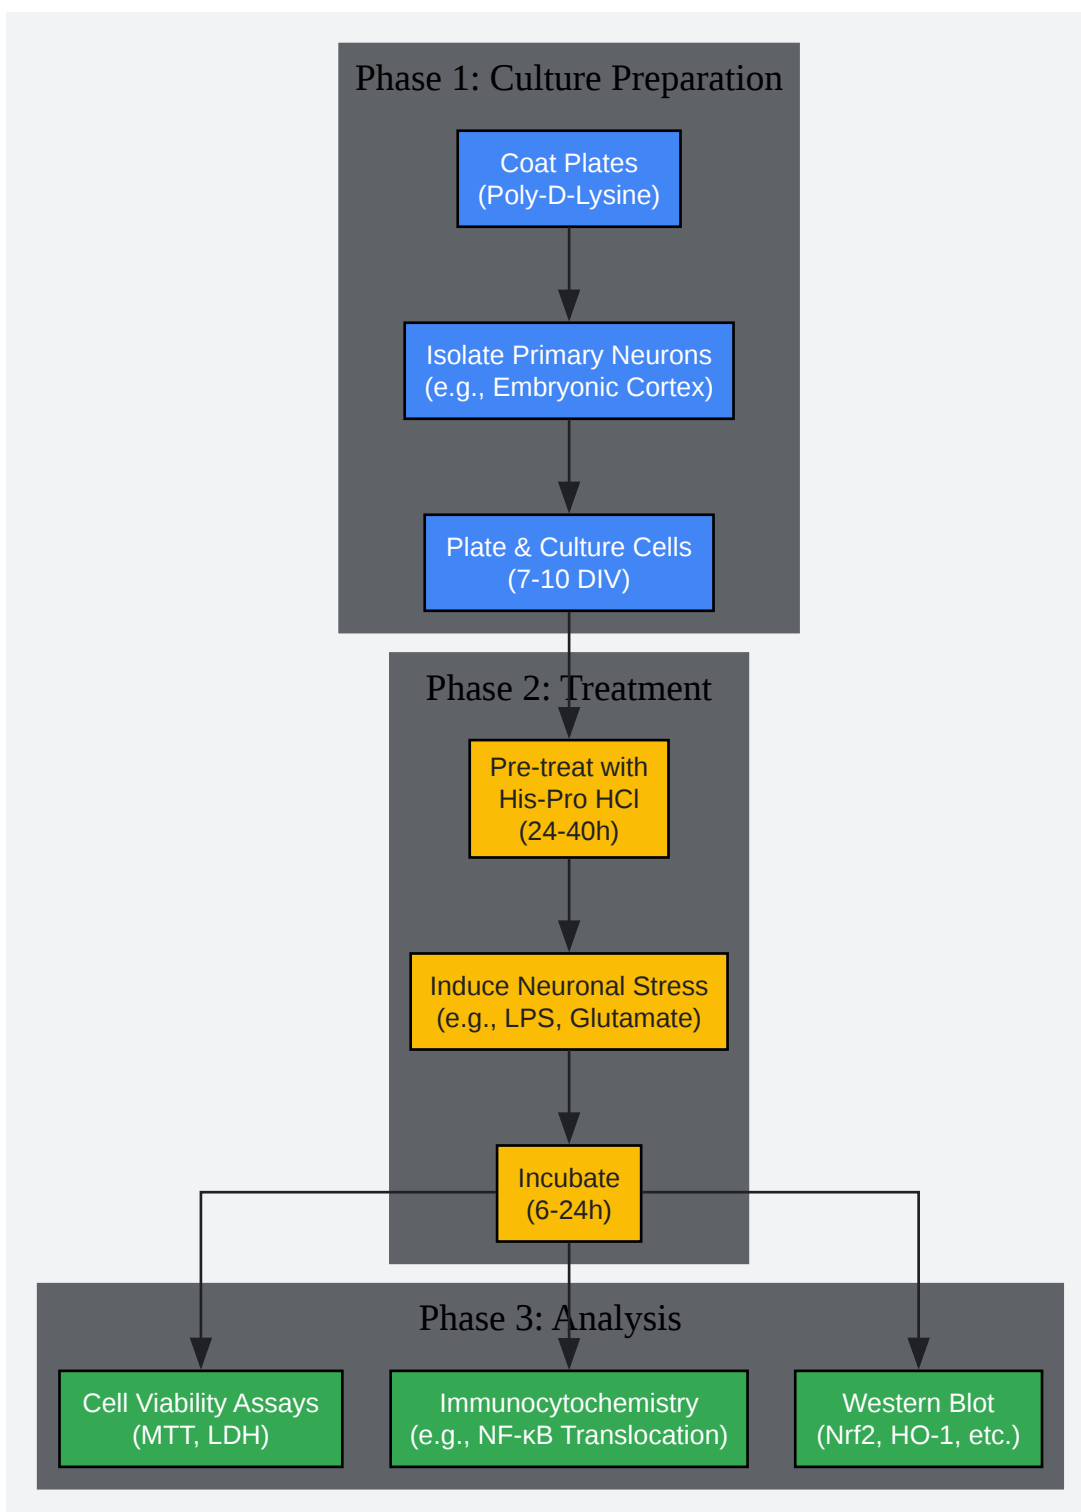 Phase 1: Culture Preparation
Coat Plates
(Poly-D-Lysine)
Isolate Primary Neurons
(e.g., Embryonic Cortex)
Plate & Culture Cells
(7-10 DIV)
Phase 2: Treatment
Pre-treat with
His-Pro HCl
(24-40h)
Induce Neuronal Stress
(e.g., LPS, Glutamate)
Incubate
(6-24h)
Phase 3: Analysis
Cell Viability Assays
(MTT, LDH)
Immunocytochemistry
(e.g., NF-κB Translocation)
Western Blot
(Nrf2, HO-1, etc.)